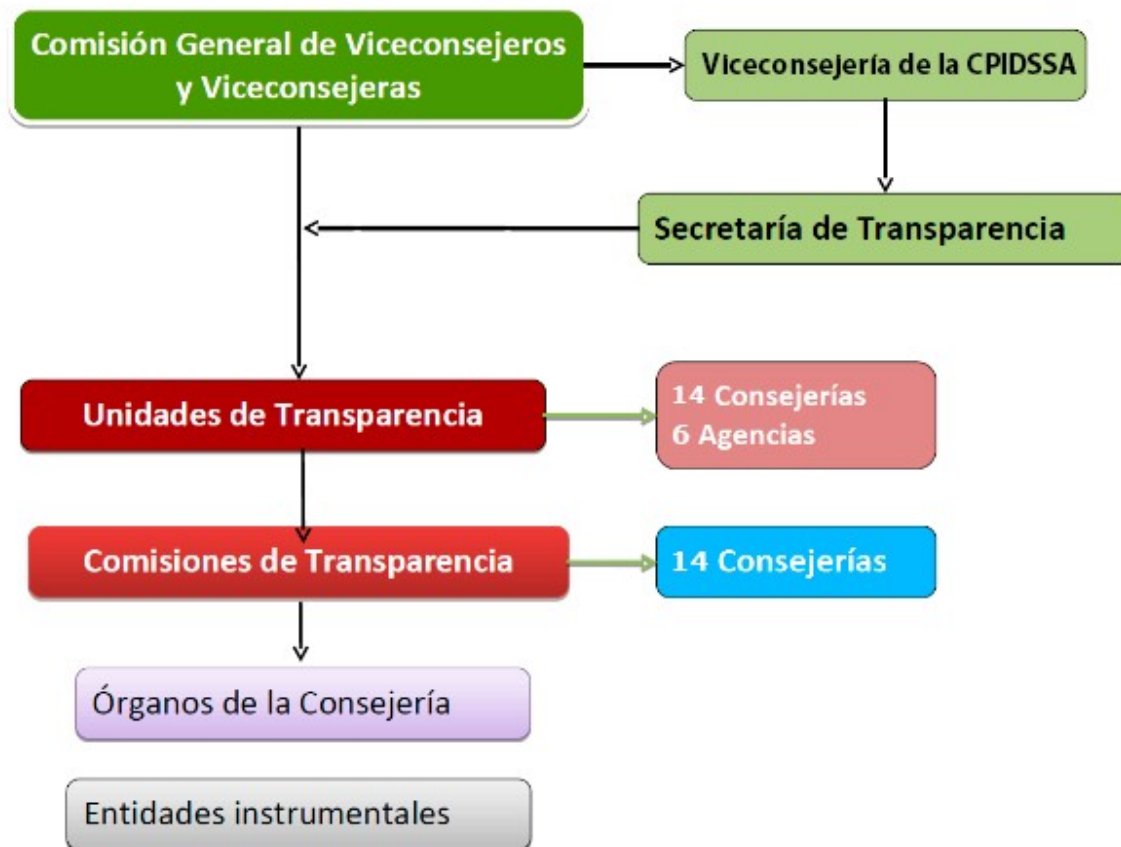 Comisión General de Viceconsejeros
y Viceconsejeras
Viceconsejería de la CPIDSSA
Secretaría de Transparencia
Unidades de Transparencia
14 Consejerías
6 Agencias
Comisiones de Transparencia
14 Consejerías
Órganos de la Consejería
Entidades instrumentales